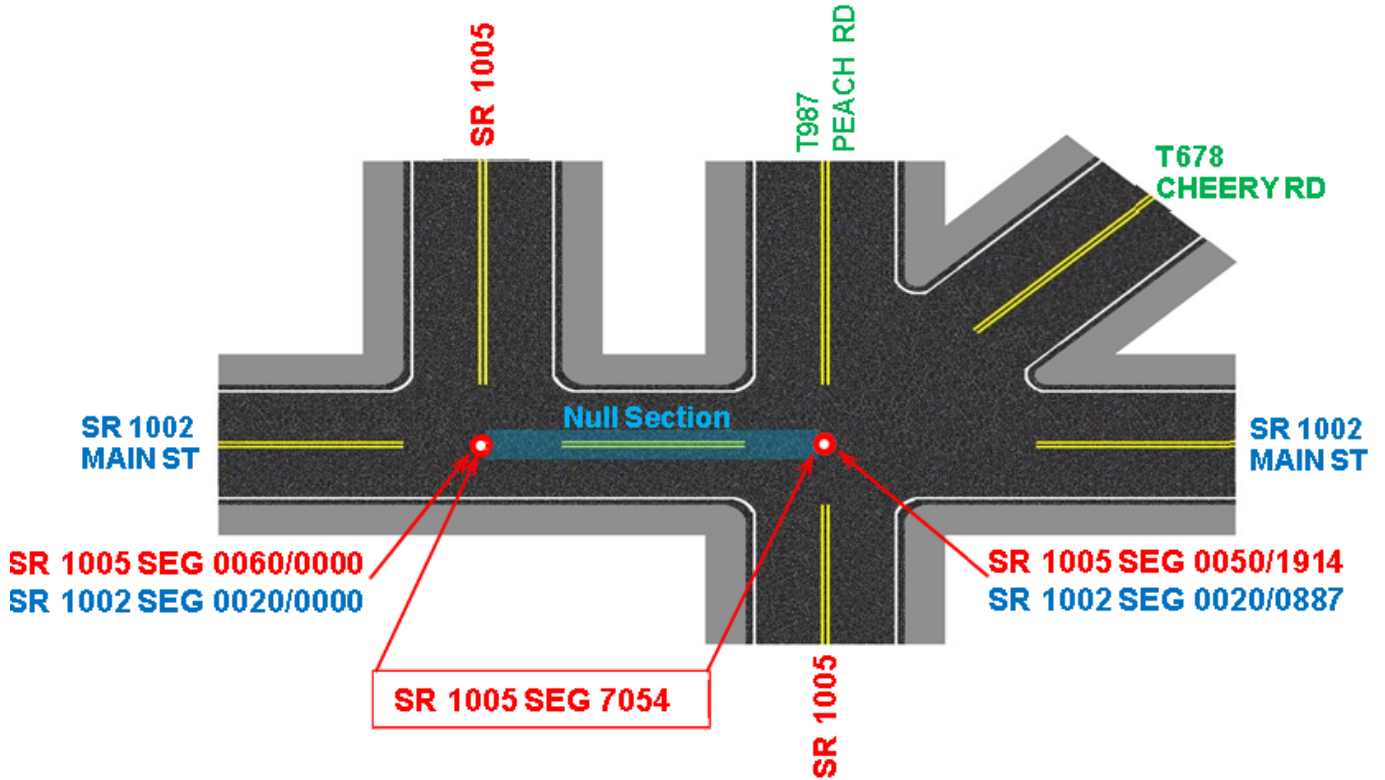 SR 1005
T987
PEACH RD
T678
CHEERY RD
Null Section
SR 1002
MAIN ST
SR 1002
MAIN ST
SR 1005 SEG 0060/0000
SR 1002 SEG 0020/0000
SR 1005 SEG 0050/1914
SR 1002 SEG 0020/0887
SR 1005 SEG 7054
SR 1005